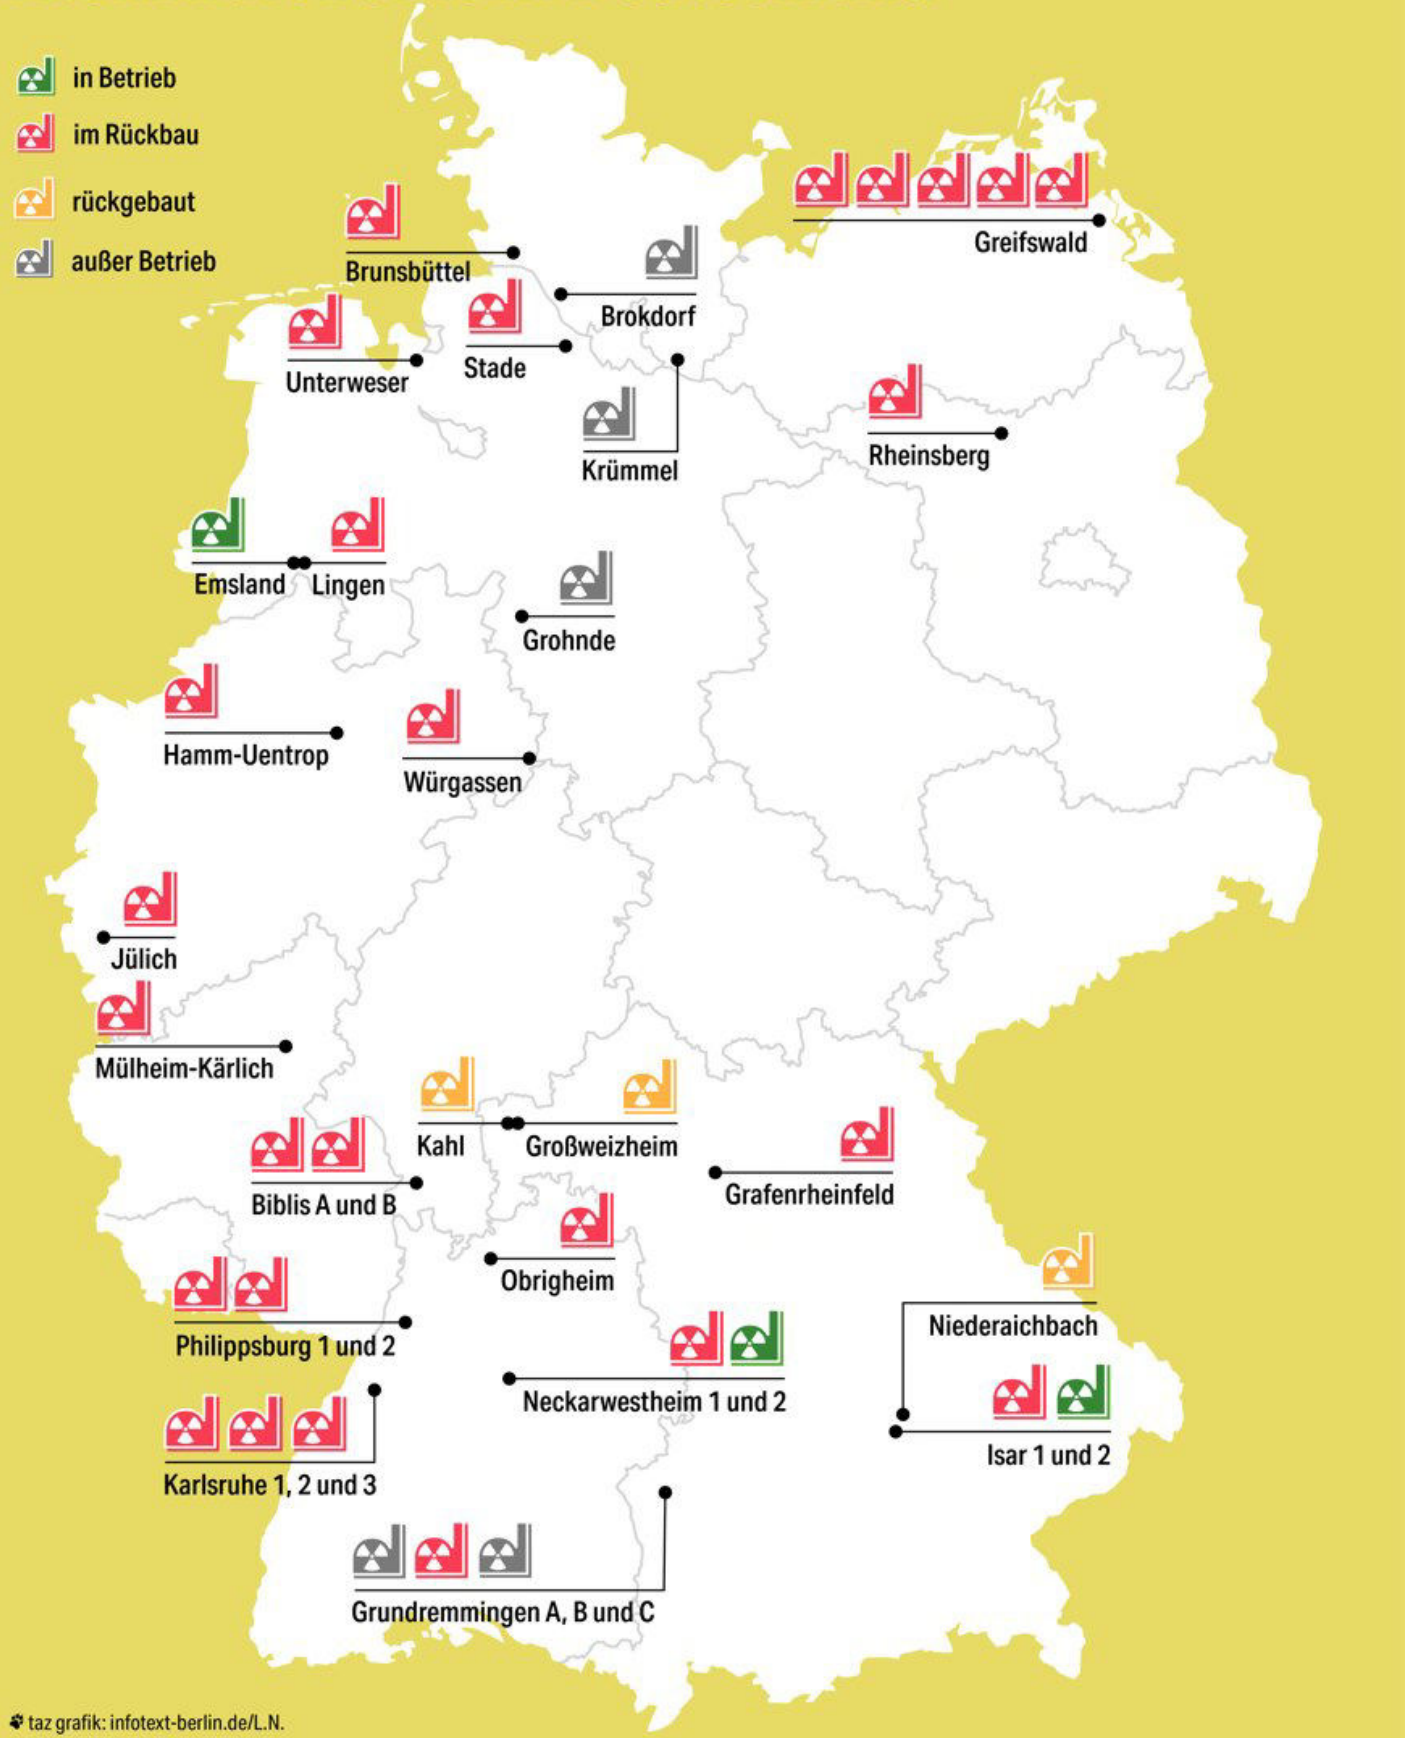 in Betrieb
im Rückbau
rückgebaut
außer Betrieb
Greifswald
Brunsbüttel
Brokdorf
Unterweser
Stade
Krümmel
Rheinsberg
Emsland
Lingen
Grohnde
Hamm-Uentrop
Würgassen
Jülich
Mülheim-Kärlich
Kahl
Großweizheim
Grafenrheinfeld
Biblis A und B
Obrigheim
Niederaichbach
Philippsburg 1 und 2
Neckarwestheim 1 und 2
Isar 1 und 2
Karlsruhe 1, 2 und 3
Grundremmingen A, B und C
taz grafik: infotext-berlin.de/L.N.